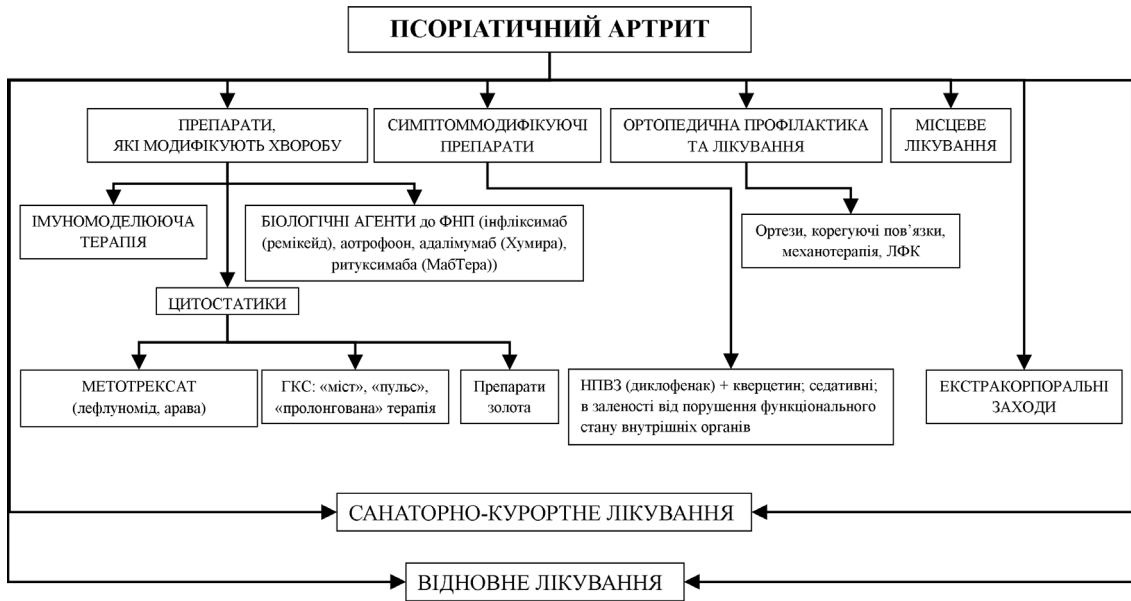 ПСОРІАТИЧНИЙ АРТРИТ
ПРЕПАРАТИ,
ЯКІ МОДИФІКУЮТЬ ХВОРОБУ
СИМПТОММОДИФІКУЮЧІ
ПРЕПАРАТИ
ОРТОПЕДИЧНА ПРОФІЛАКТИКА
ТА ЛІКУВАННЯ
МІСЦЕВЕ
ЛІКУВАННЯ
ІМУНОМОДЕЛЮЮЧА
ТЕРАПІЯ
БІОЛОГІЧНІ АГЕНТИ до ФНП (інфліксимаб
(ремікейд), аотрофоон, адалімумаб (Хумира),
ритуксимаба (МабТера))
Ортези, корегуючі пов’язки,
механотерапія, ЛФК
ЦИТОСТАТИКИ
МЕТОТРЕКСАТ
(лефлуномід, арава)
ГКС: «міст», «пульс»,
«пролонгована» терапія
Препарати
золота
НПВЗ (диклофенак) + кверцетин; седативні;
в заленості від порушення функціонального
стану внутрішніх органів
ЕКСТРАКОРПОРАЛЬНІ
ЗАХОДИ
САНАТОРНО-КУРОРТНЕ ЛІКУВАННЯ
ВІДНОВНЕ ЛІКУВАННЯ